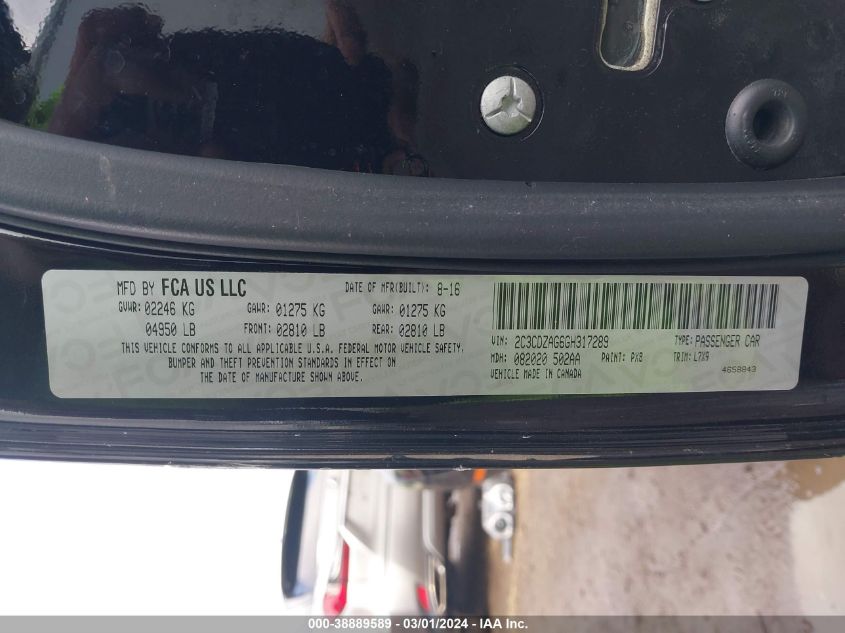 MFD BY FCA US LLC DATE OF MFR(BUILT): 8-16
GVWR: 02246 KG GAWR: 01275 KG GAWR: 01275 KG
04950 LB FRONT: 02810 LB REAR: 02810 LB
THIS VEHICLE CONFORMS TO ALL APPLICABLE U.S.A. FEDERAL MOTOR VEHICLE SAFETY,
BUMPER AND THEFT PREVENTION STANDARDS IN EFFECT ON
THE DATE OF MANUFACTURE SHOWN ABOVE.
VIN: 2C3CDZAG6GH317289 TYPE: PASSENGER CAR
MDH: 082020 502AA PAINT: PX8 TRIM: L7X9
VEHICLE MADE IN CANADA 4658843
000-38889589 - 03/01/2024 - IAA Inc.